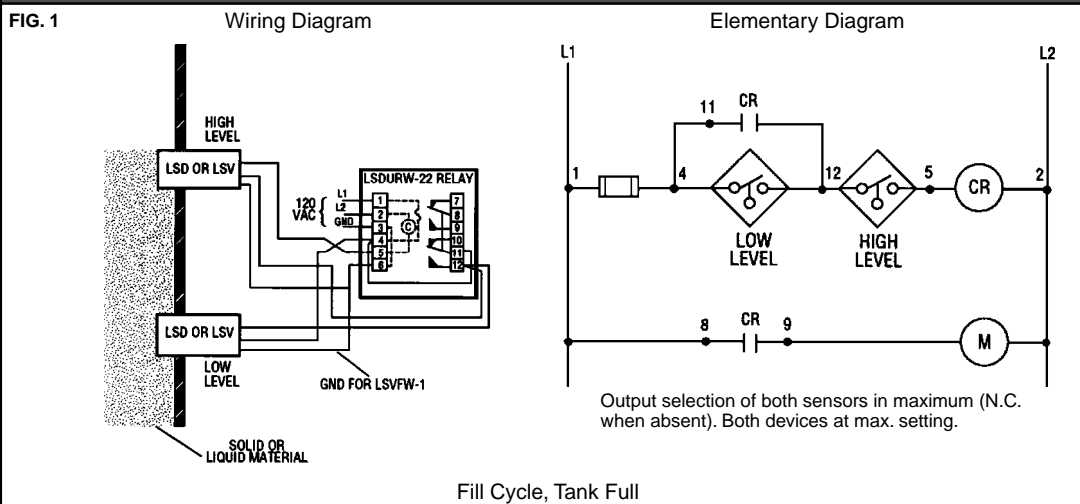 FIG. 1
Wiring Diagram
HIGH
LEVEL
LSD OR LSV
LSDURW-22 RELAY
120
VAC
L1
L2
GND
1
2
3
4
5
6
C
7
8
9
10
11
12
LSD OR LSV
LOW
LEVEL
GND FOR LSVFW-1
SOLID OR
LIQUID MATERIAL
Elementary Diagram
L1
L2
11
CR
1
4
12
5
CR
2
LOW
LEVEL
HIGH
LEVEL
8
CR
9
M
Output selection of both sensors in maximum (N.C.
when absent). Both devices at max. setting.
Fill Cycle, Tank Full